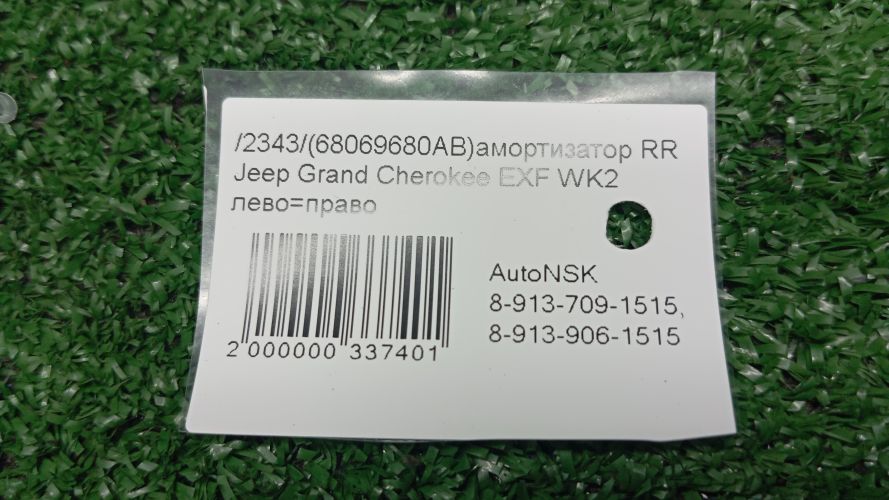 /2343/(68069680AB)амортизатор RR
Jeep Grand Cherokee EXF WK2
лево=право
AutoNSK
8-913-709-1515,
8-913-906-1515
2 000000 337401